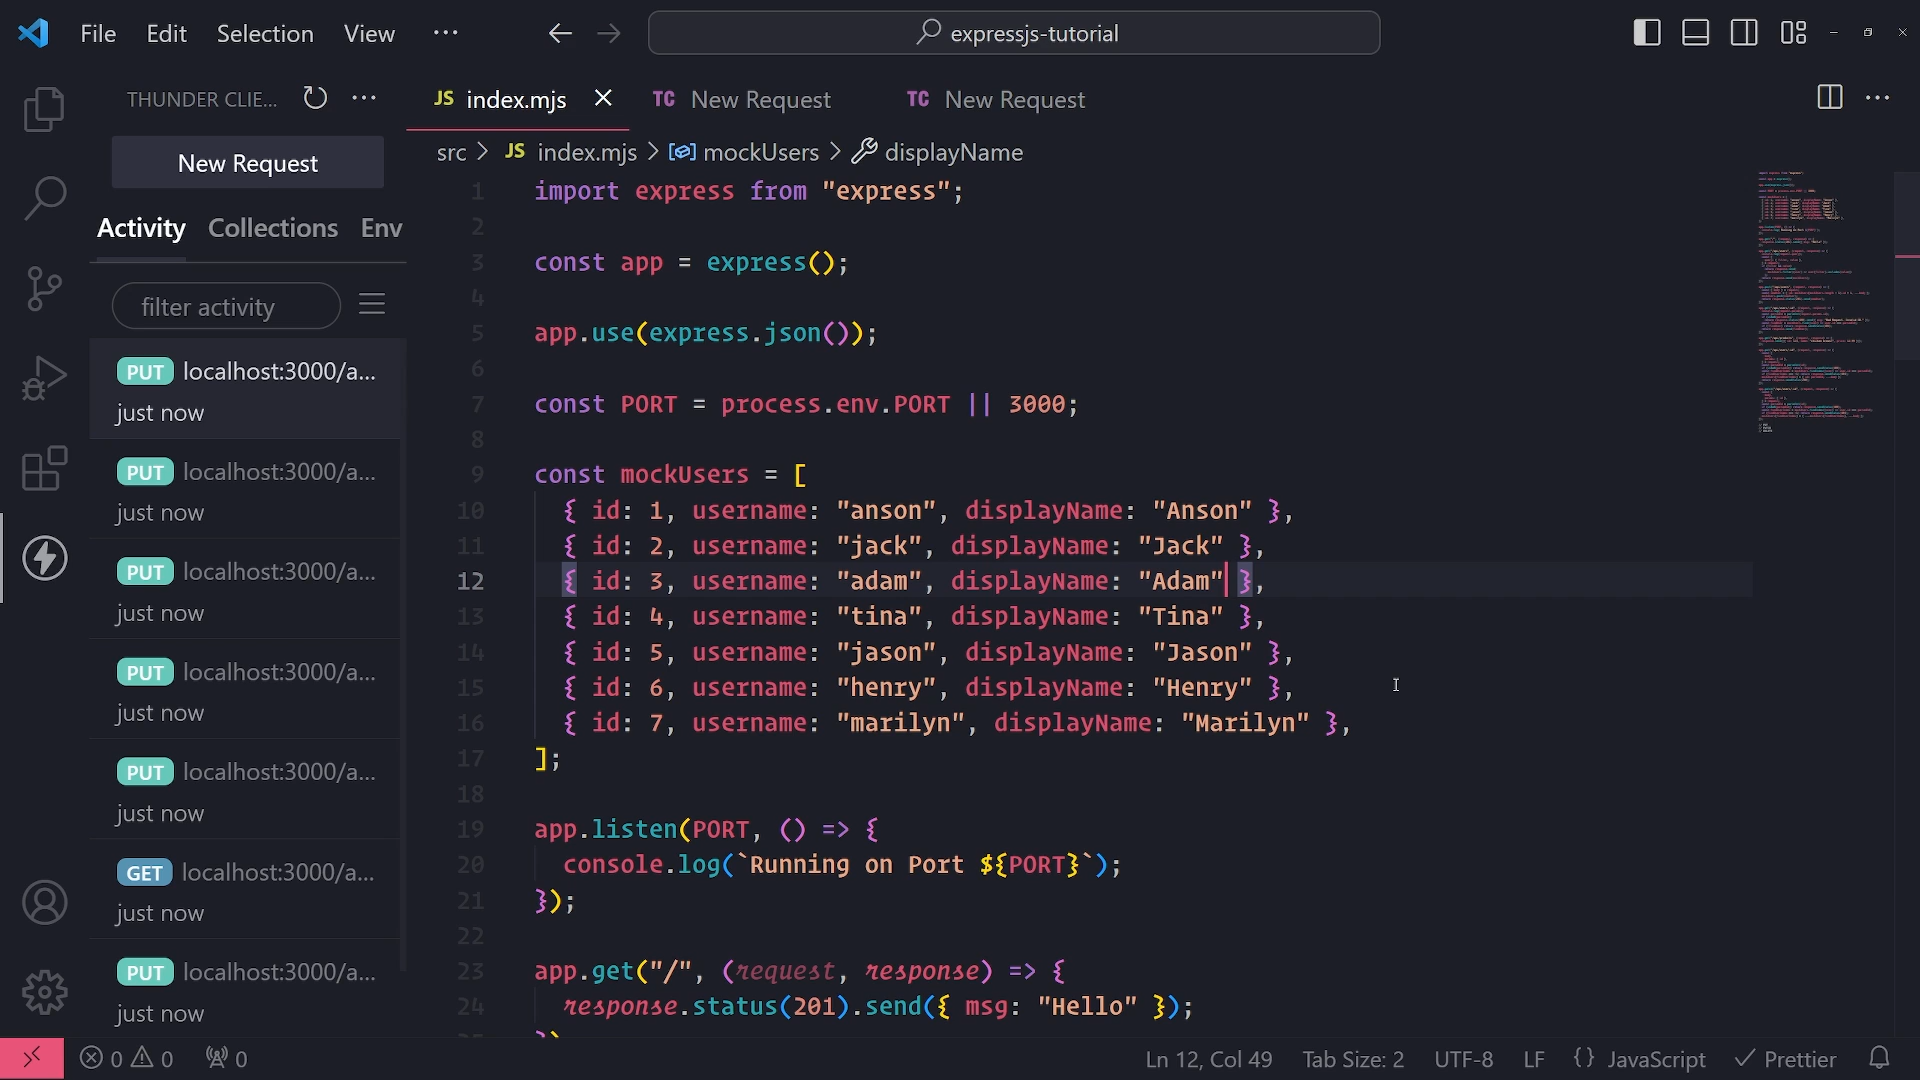 File Edit Selection View ··· expressjs-tutorial
THUNDER CLIE... ···
New Request
Activity Collections Env
filter activity
PUT localhost:3000/a...
just now
PUT localhost:3000/a...
just now
PUT localhost:3000/a...
just now
PUT localhost:3000/a...
just now
PUT localhost:3000/a...
just now
GET localhost:3000/a...
just now
PUT localhost:3000/a...
just now
JS index.mjs TC New Request TC New Request
src > JS index.mjs > mockUsers > displayName
1 import express from "express";
2
3 const app = express();
4
5 app.use(express.json());
6
7 const PORT = process.env.PORT || 3000;
8
9 const mockUsers = [
10 { id: 1, username: "anson", displayName: "Anson" },
11 { id: 2, username: "jack", displayName: "Jack" },
12 { id: 3, username: "adam", displayName: "Adam" },
13 { id: 4, username: "tina", displayName: "Tina" },
14 { id: 5, username: "jason", displayName: "Jason" },
15 { id: 6, username: "henry", displayName: "Henry" },
16 { id: 7, username: "marilyn", displayName: "Marilyn" },
17 ];
18
19 app.listen(PORT, () => {
20 console.log(`Running on Port ${PORT}`);
21 });
22
23 app.get("/", (request, response) => {
24 response.status(201).send({ msg: "Hello" });
0 0 0 Ln 12, Col 49 Tab Size: 2 UTF-8 LF {} JavaScript Prettier